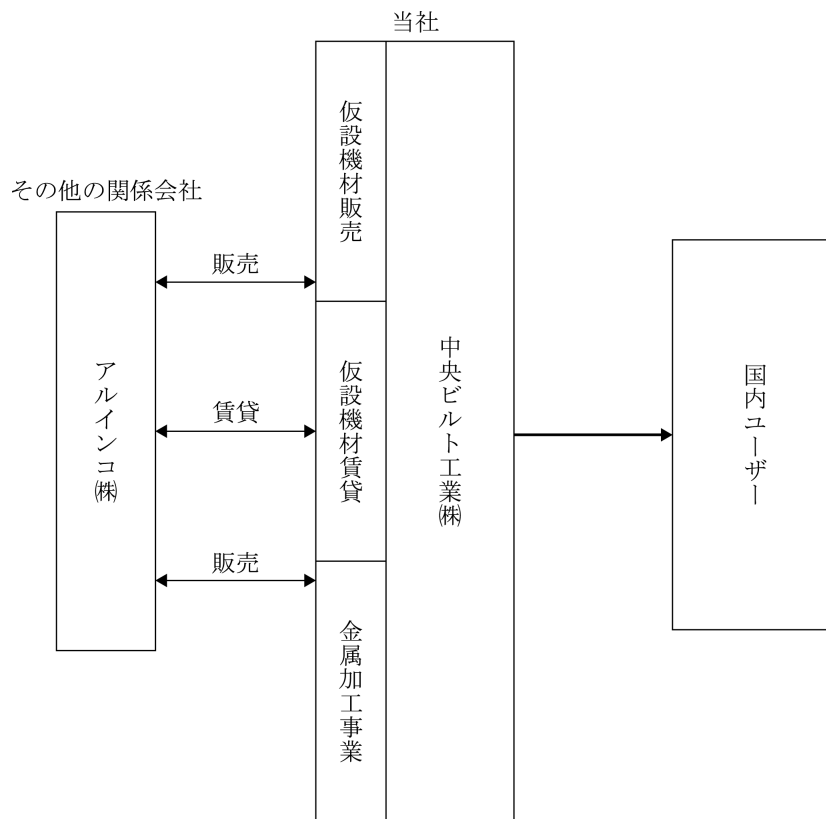 当社
その他の関係会社
アルインコ㈱
販売
賃貸
販売
仮設機材販売
仮設機材賃貸
金属加工事業
中央ビルト工業㈱
国内ユーザー